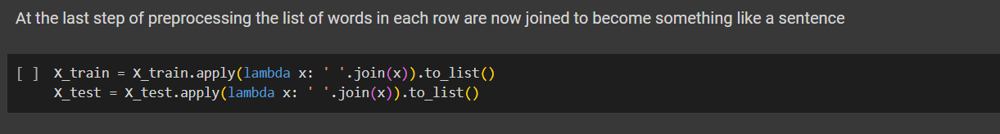 At the last step of preprocessing the list of words in each row are now joined to become something like a sentence
[ ] X_train = X_train.apply(lambda x: ' '.join(x)).to_list()
X_test = X_test.apply(lambda x: ' '.join(x)).to_list()